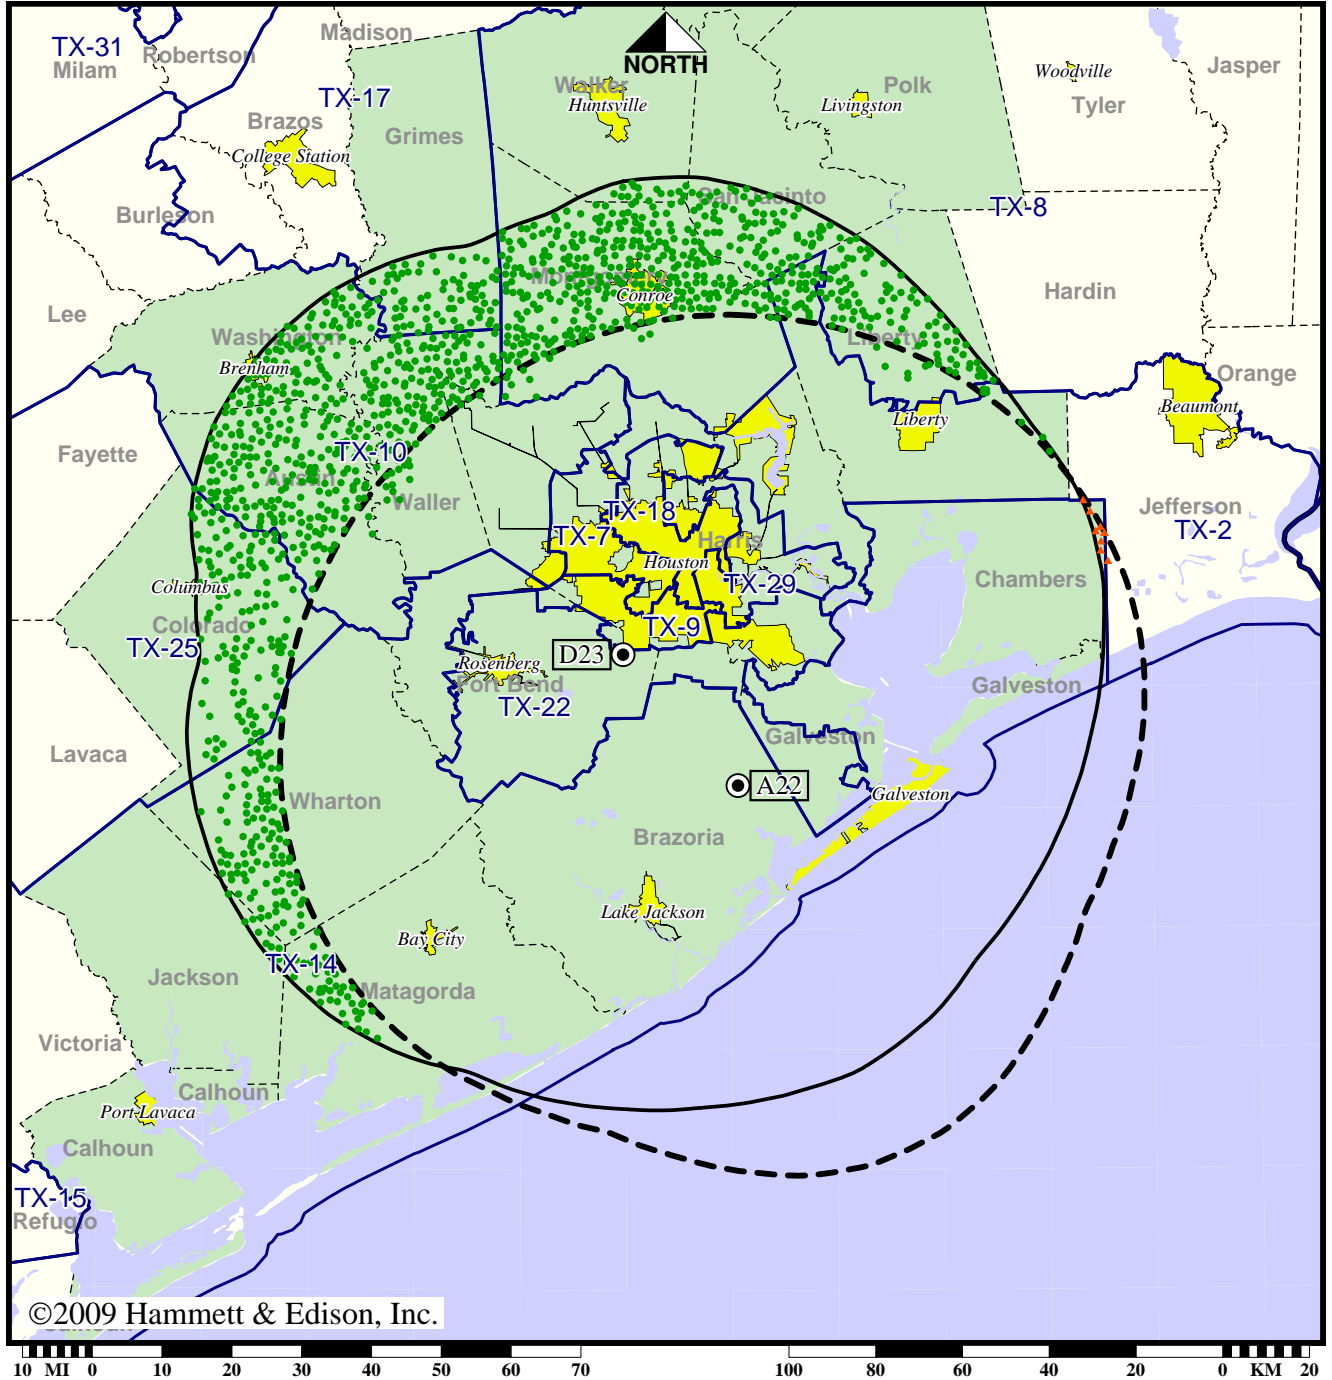 Madison
TX-31
Robertson
Milam
NORTH
Jasper
Woodville
Walker
Polk
TX-17
Huntsville
Livingston
Tyler
Brazos
Grimes
College Station
San Jacinto
TX-8
Burleson
Montgomery
Conroe
Hardin
Lee
Washington
Liberty
Brenham
Orange
Beaumont
Liberty
Fayette
TX-10
Austin
Waller
Jefferson
TX-18
TX-2
TX-7
Harris
Houston
Chambers
Columbus
TX-29
Colorado
TX-9
TX-25
D23
Rosenberg
Fort Bend
Galveston
TX-22
Galveston
Lavaca
A22
Galveston
Wharton
Brazoria
Lake Jackson
Bay City
TX-14
Jackson
Matagorda
Victoria
Calhoun
Port Lavaca
Calhoun
TX-15
Refugio
©2009 Hammett & Edison, Inc.
Calhoun
10 MI 0 10 20 30 40 50 60 70 100 80 60 40 20 0 KM 20